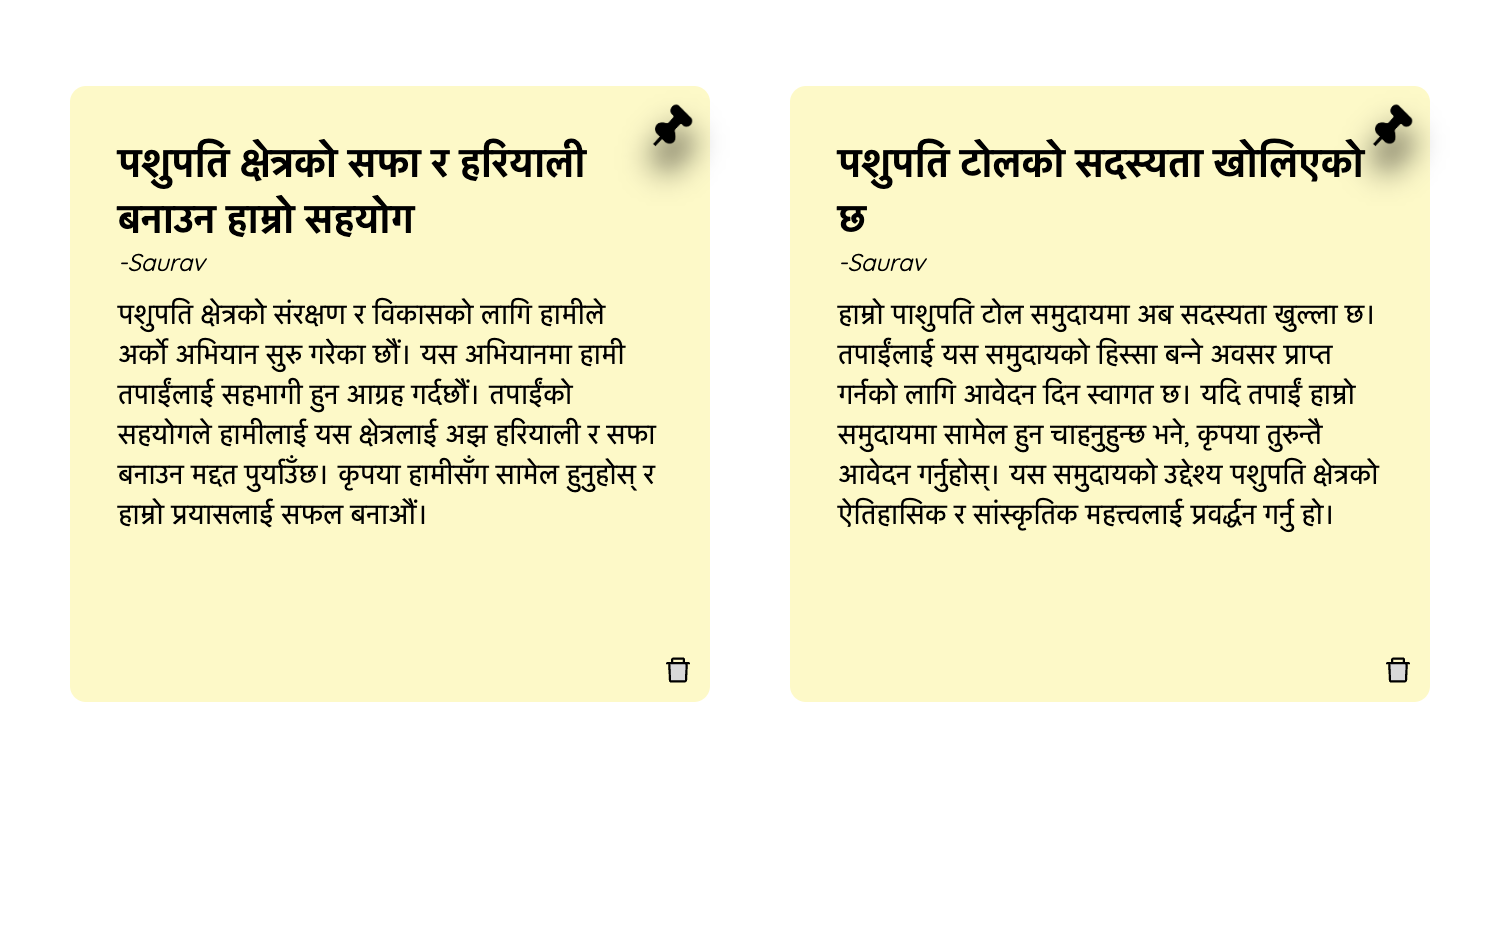 पशुपति क्षेत्रको सफा र हरियाली
बनाउन हाम्रो सहयोग
-Saurav
पशुपति क्षेत्रको संरक्षण र विकासको लागि हामीले
अर्को अभियान सुरु गरेका छौं। यस अभियानमा हामी
तपाईंलाई सहभागी हुन आग्रह गर्दछौं। तपाईंको
सहयोगले हामीलाई यस क्षेत्रलाई अझ हरियाली र सफा
बनाउन मद्दत पुर्याउँछ। कृपया हामीसँग सामेल हुनुहोस् र
हाम्रो प्रयासलाई सफल बनाऔं।
पशुपति टोलको सदस्यता खोलिएको
छ
-Saurav
हाम्रो पाशुपति टोल समुदायमा अब सदस्यता खुल्ला छ।
तपाईंलाई यस समुदायको हिस्सा बन्ने अवसर प्राप्त
गर्नको लागि आवेदन दिन स्वागत छ। यदि तपाईं हाम्रो
समुदायमा सामेल हुन चाहनुहुन्छ भने, कृपया तुरुन्तै
आवेदन गर्नुहोस्। यस समुदायको उद्देश्य पशुपति क्षेत्रको
ऐतिहासिक र सांस्कृतिक महत्त्वलाई प्रवर्द्धन गर्नु हो।